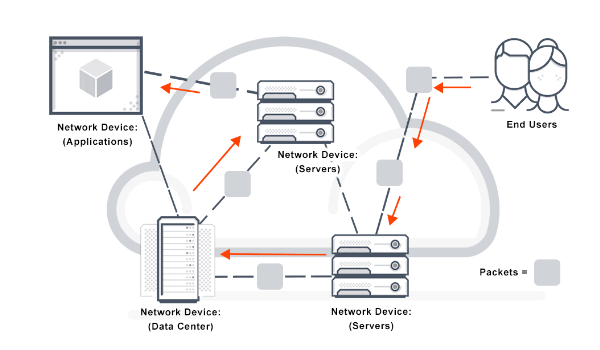 Network Device:
(Applications)
End Users
Network Device:
(Servers)
Packets =
Network Device:
(Data Center)
Network Device:
(Servers)